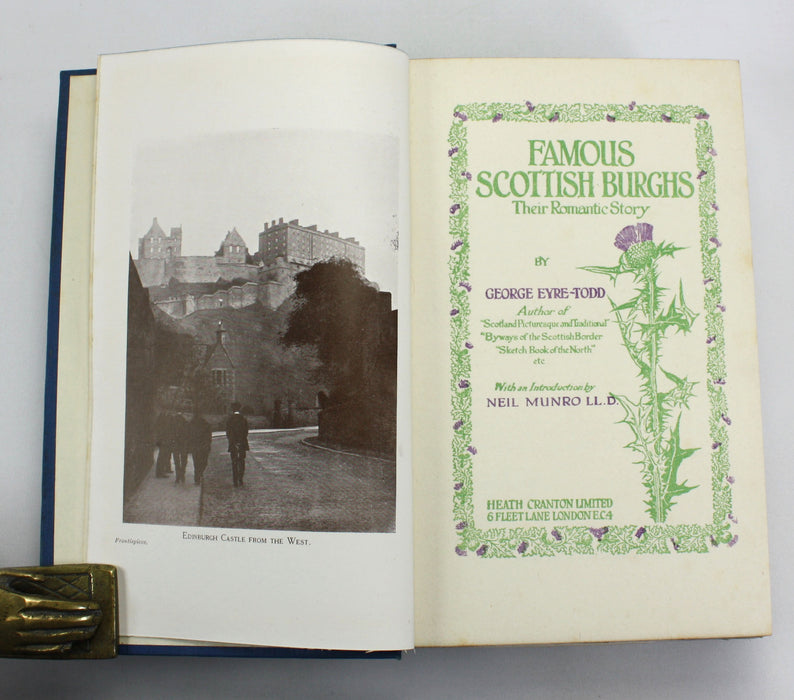 Frontispiece.
EDINBURGH CASTLE FROM THE WEST.
FAMOUS
SCOTTISH BURGHS
Their Romantic Story
BY
GEORGE EYRE-TODD
Author of
"Scotland Picturesque and Traditional"
"Byways of the Scottish Border
"Sketch Book of the North"
etc
With an Introduction by
NEIL MUNRO LL.D.
HEATH CRANTON LIMITED
6 FLEET LANE LONDON E.C.4